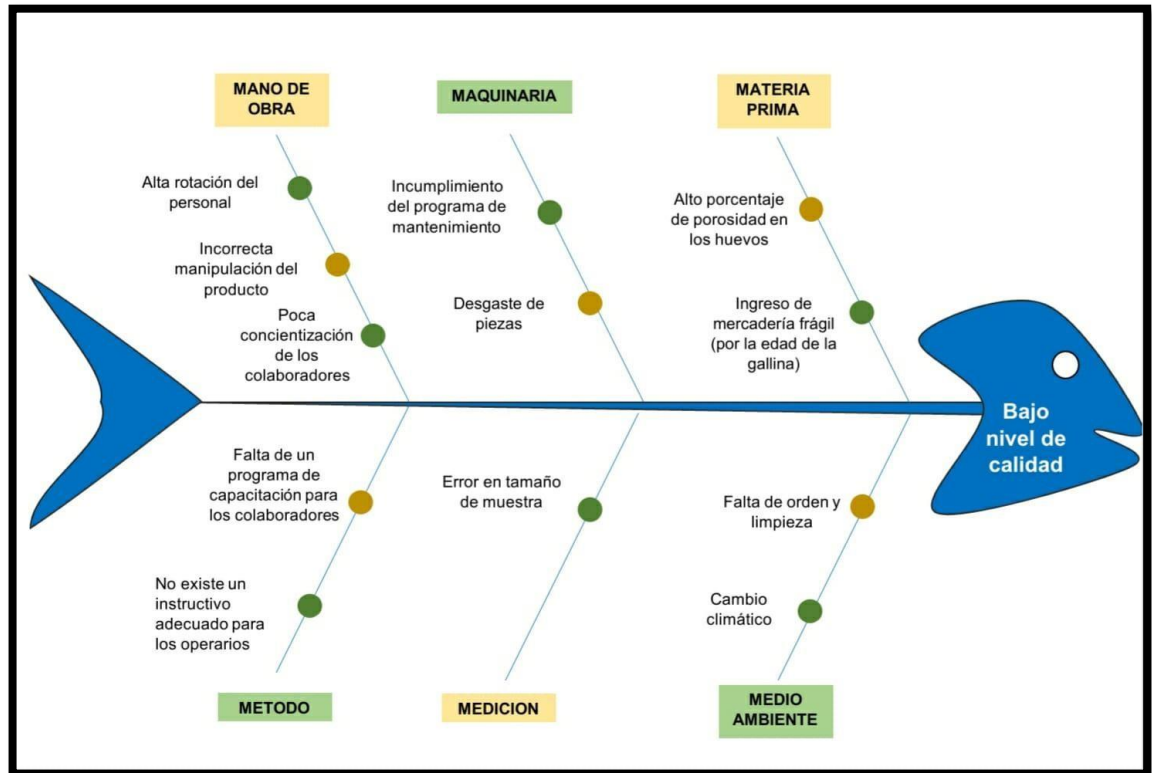 MANO DE
OBRA
MAQUINARIA
MATERIA
PRIMA
Alta rotación del
personal
Incorrecta
manipulación del
producto
Poca
concientización
de los
colaboradores
Incumplimiento
del programa de
mantenimiento
Desgaste de
piezas
Alto porcentaje
de porosidad en
los huevos
Ingreso de
mercadería frágil
(por la edad de la
gallina)
Bajo
nivel de
calidad
Falta de un
programa de
capacitación para
los colaboradores
No existe un
instructivo
adecuado para
los operarios
Error en tamaño
de muestra
Falta de orden y
limpieza
Cambio
climático
METODO
MEDICION
MEDIO
AMBIENTE